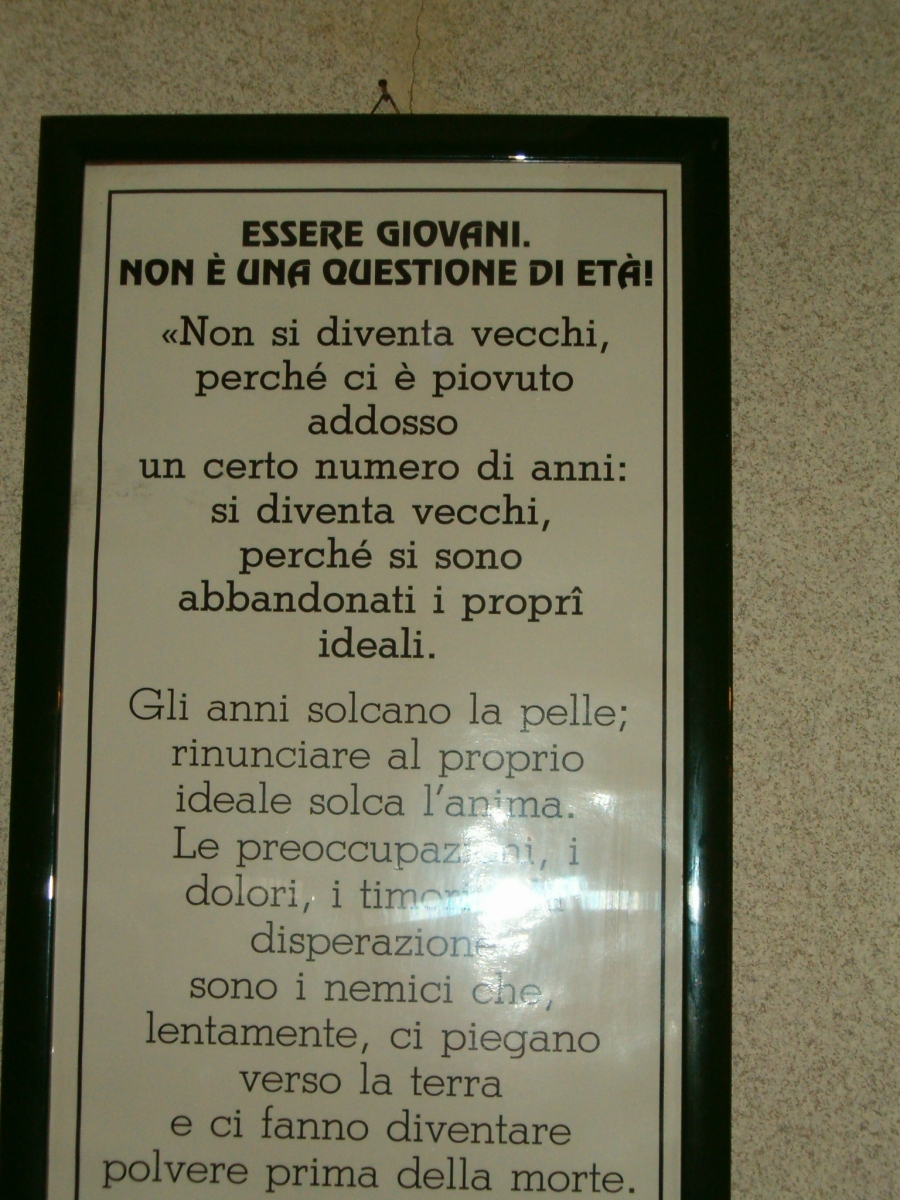 ESSERE GIOVANI.
NON È UNA QUESTIONE DI ETÀ!
«Non si diventa vecchi,
perché ci è piovuto
addosso
un certo numero di anni:
si diventa vecchi,
perché si sono
abbandonati i proprî
ideali.
Gli anni solcano la pelle;
rinunciare al proprio
ideale solca l'anima.
Le preoccupazioni, i
dolori, i timori
disperazione
sono i nemici che,
lentamente, ci piegano
verso la terra
e ci fanno diventare
polvere prima della morte.